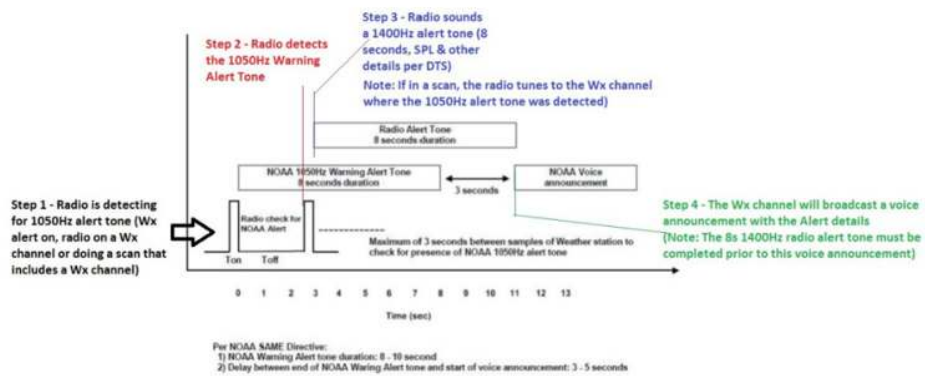 Step 3 - Radio sounds
a 1400Hz alert tone (8
seconds, SPL & other
details per DTS)
Note: If in a scan, the radio tunes to the Wx channel
where the 1050Hz alert tone was detected)
Step 2 - Radio detects
the 1050Hz Warning
Alert Tone
Radio Alert Tone
8 seconds duration
NOAA 1050Hz Warning Alert Tone
8 seconds duration
3 seconds
NOAA Voice
announcement
Step 1 - Radio is detecting
for 1050Hz alert tone (Wx
alert on, radio on a Wx
channel or doing a scan that
includes a Wx channel)
Radio check for
NOAA Alert
Step 4 - The Wx channel will broadcast a voice
announcement with the Alert details
(Note: The 8s 1400Hz radio alert tone must be
completed prior to this voice announcement)
Maximum of 3 seconds between samples of Weather station to
check for presence of NOAA 1050Hz alert tone
Ton Toff
0 1 2 3 4 5 6 7 8 9 10 11 12 13
Time (sec)
Per NOAA SAME Directive:
1) NOAA Warning Alert tone duration: 8 - 10 second
2) Delay between end of NOAA Waring Alert tone and start of voice announcement: 3 - 5 seconds